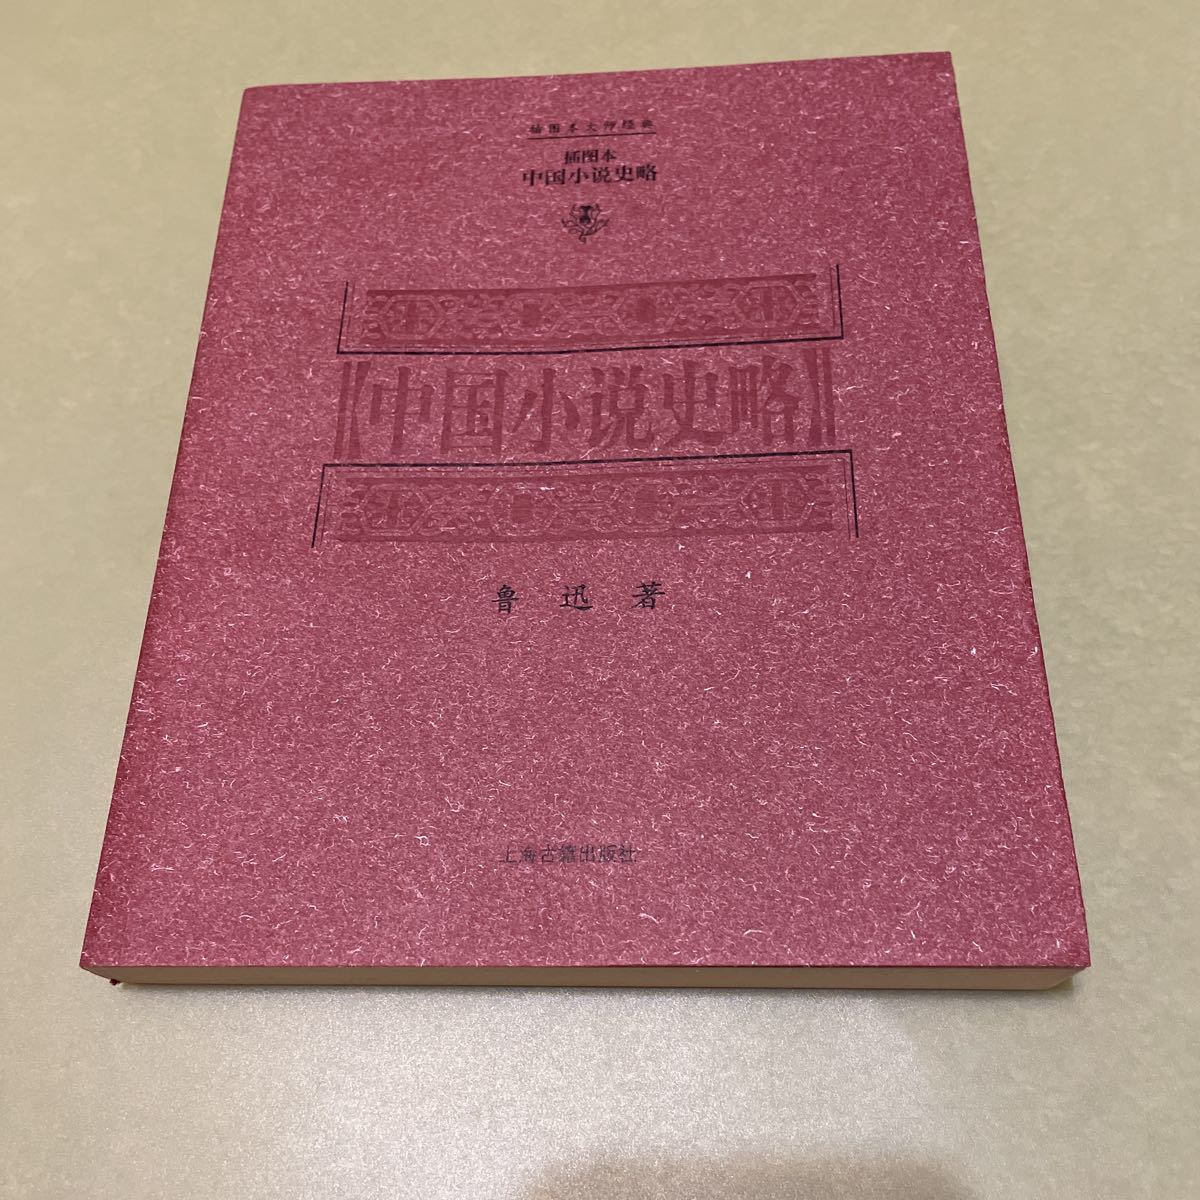 插图本大师经典
插图本
中国小说史略
《中国小说史略》
鲁迅著
上海古籍出版社